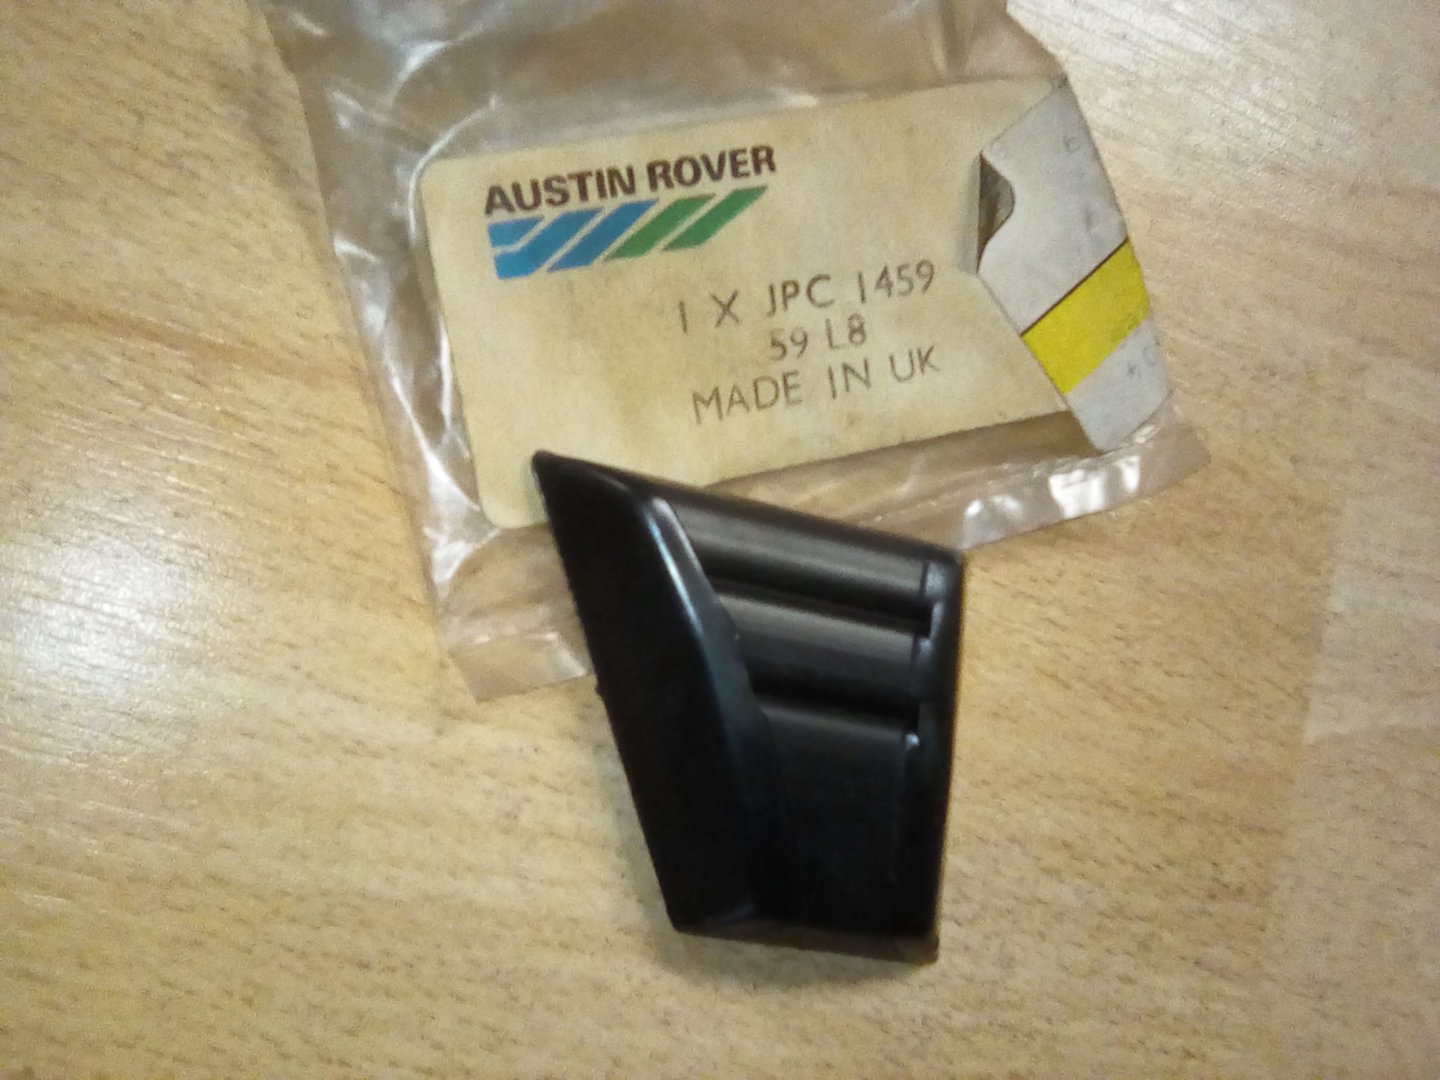 AUSTIN ROVER
1 X JPC 1459
59 L8
MADE IN UK